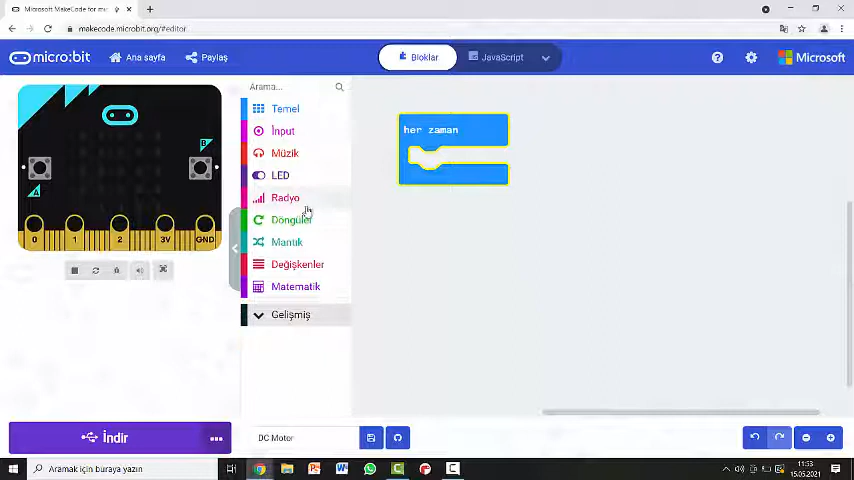 Microsoft MakeCode for mi
makecode.microbit.org/#editor
micro:bit
Ana sayfa
Paylaş
Bloklar
JavaScript
Microsoft
Arama...
Temel
İnput
Müzik
LED
Radyo
Döngüler
Mantık
Değişkenler
Matematik
Gelişmiş
her zaman
A
B
0
1
2
3V
GND
İndir
DC Motor
Aramak için buraya yazın
11:53
15.05.2021